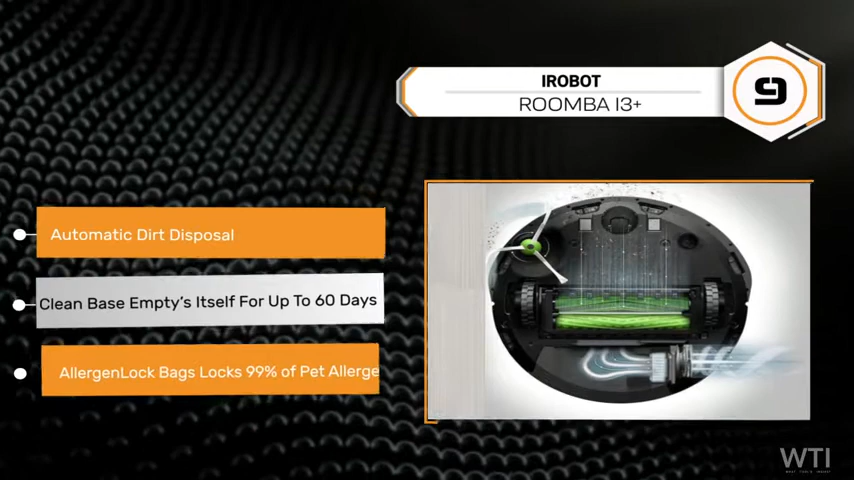 IROBOT
ROOMBA I3+
9
Automatic Dirt Disposal
Clean Base Empty's Itself For Up To 60 Days
AllergenLock Bags Locks 99% of Pet Allerge
WTI